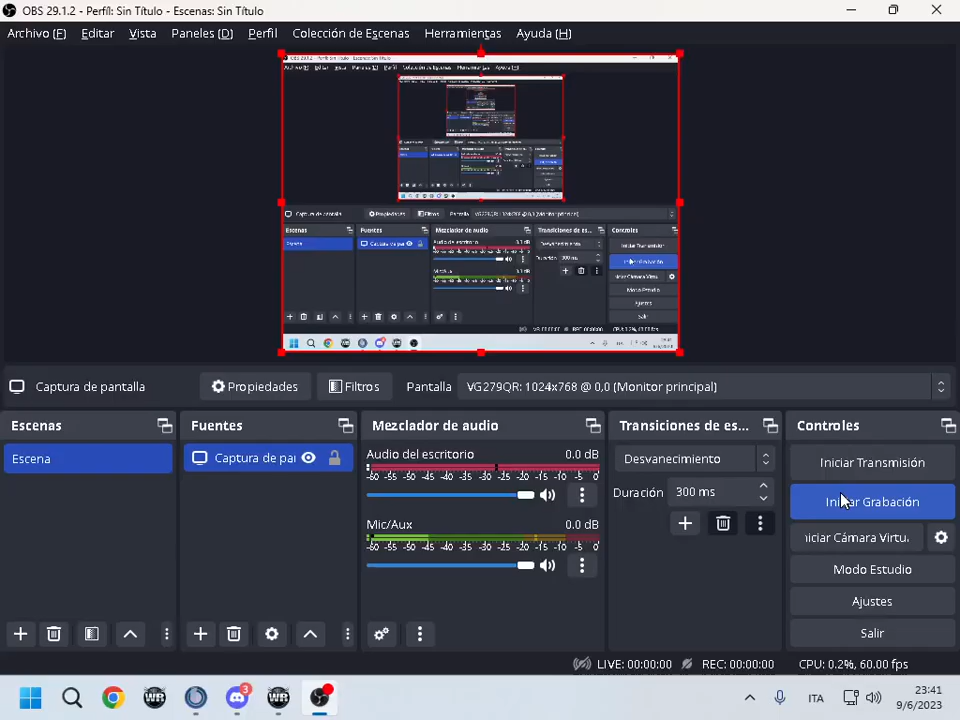 OBS 29.1.2 - Perfil: Sin Título - Escenas: Sin Título
Archivo (F) Editar Vista Paneles (D) Perfil Colección de Escenas Herramientas Ayuda (H)
Captura de pantalla Propiedades Filtros Pantalla VG279QR: 1024x768 @ 0,0 (Monitor principal)
Escenas
Escena
Fuentes
Captura de pai
Mezclador de audio
Audio del escritorio 0.0 dB
-60 -55 -50 -45 -40 -35 -30 -25 -20 -15 -10 -5 0
Mic/Aux 0.0 dB
-60 -55 -50 -45 -40 -35 -30 -25 -20 -15 -10 -5 0
Transiciones de es...
Desvanecimiento
Duración 300 ms
Controles
Iniciar Transmisión
Iniciar Grabación
niciar Cámara Virtu.
Modo Estudio
Ajustes
Salir
LIVE: 00:00:00 REC: 00:00:00 CPU: 0.2%, 60.00 fps
WR
3
WR
ITA
23:41
9/6/2023